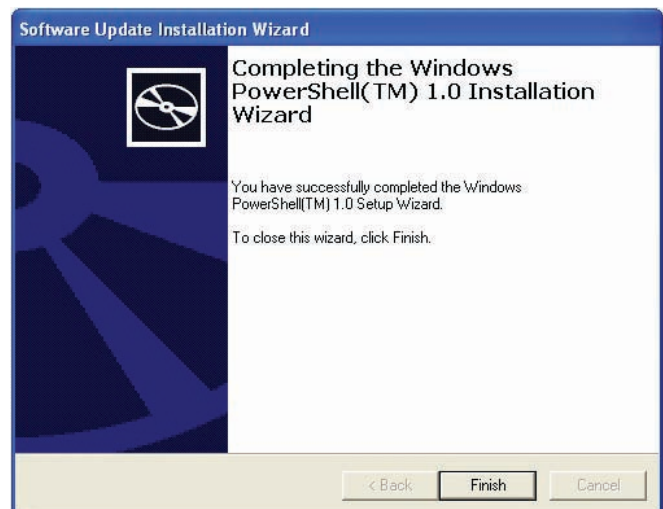 Software Update Installation Wizard
Completing the Windows
PowerShell(TM) 1.0 Installation
Wizard
You have successfully completed the Windows
PowerShell(TM) 1.0 Setup Wizard.
To close this wizard, click Finish.
< Back
Finish
Cancel